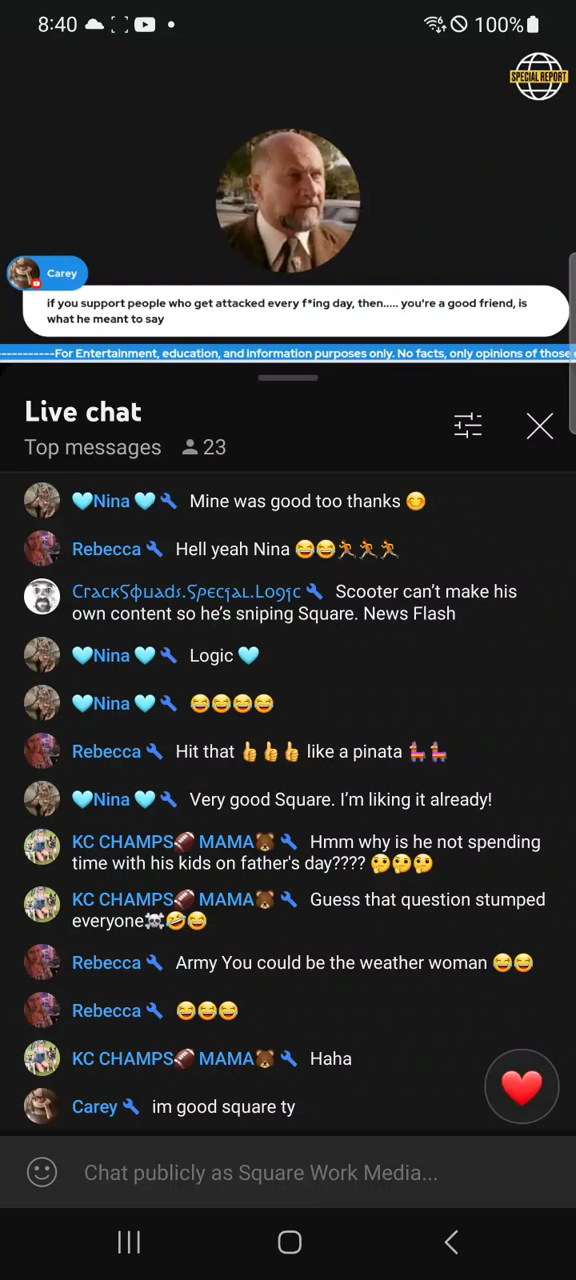 8:40
100%
SPECIAL REPORT
Carey
if you support people who get attacked every f*ing day, then..... you're a good friend, is
what he meant to say
-----------For Entertainment, education, and information purposes only. No facts, only opinions of those
Live chat
Top messages 23
🩵Nina 🩵 Mine was good too thanks 😊
Rebecca Hell yeah Nina 😂😂🏃🏃🏃
CrackSquads.Special.Logic Scooter can’t make his
own content so he’s sniping Square. News Flash
🩵Nina 🩵 Logic 🩵
🩵Nina 🩵 😂😂😂😂
Rebecca Hit that 👍👍👍 like a pinata 🪅🪅
🩵Nina 🩵 Very good Square. I’m liking it already!
KC CHAMPS🏈 MAMA🐻 Hmm why is he not spending
time with his kids on father's day???? 🤔🤔🤔
KC CHAMPS🏈 MAMA🐻 Guess that question stumped
everyone☠️🤣😂
Rebecca Army You could be the weather woman 😂😂
Rebecca 😂😂😂
KC CHAMPS🏈 MAMA🐻 Haha
Carey im good square ty
Chat publicly as Square Work Media...